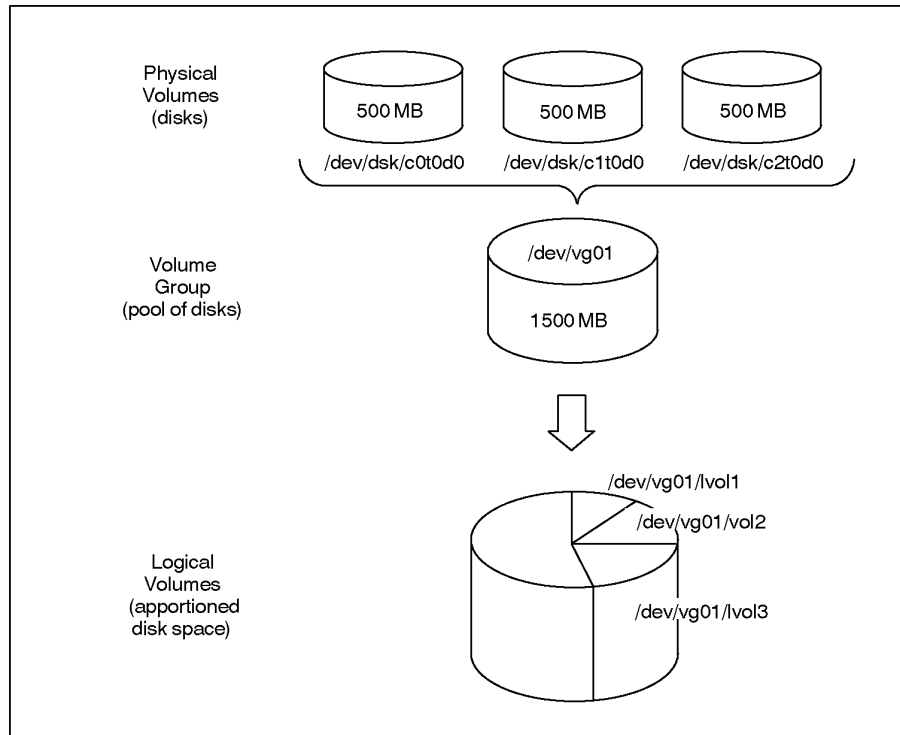 Physical
Volumes
(disks)
500 MB
500 MB
500 MB
/dev/dsk/c0t0d0
/dev/dsk/c1t0d0
/dev/dsk/c2t0d0
Volume
Group
(pool of disks)
/dev/vg01
1500 MB
Logical
Volumes
(apportioned
disk space)
/dev/vg01/lvol1
/dev/vg01/vol2
/dev/vg01/lvol3